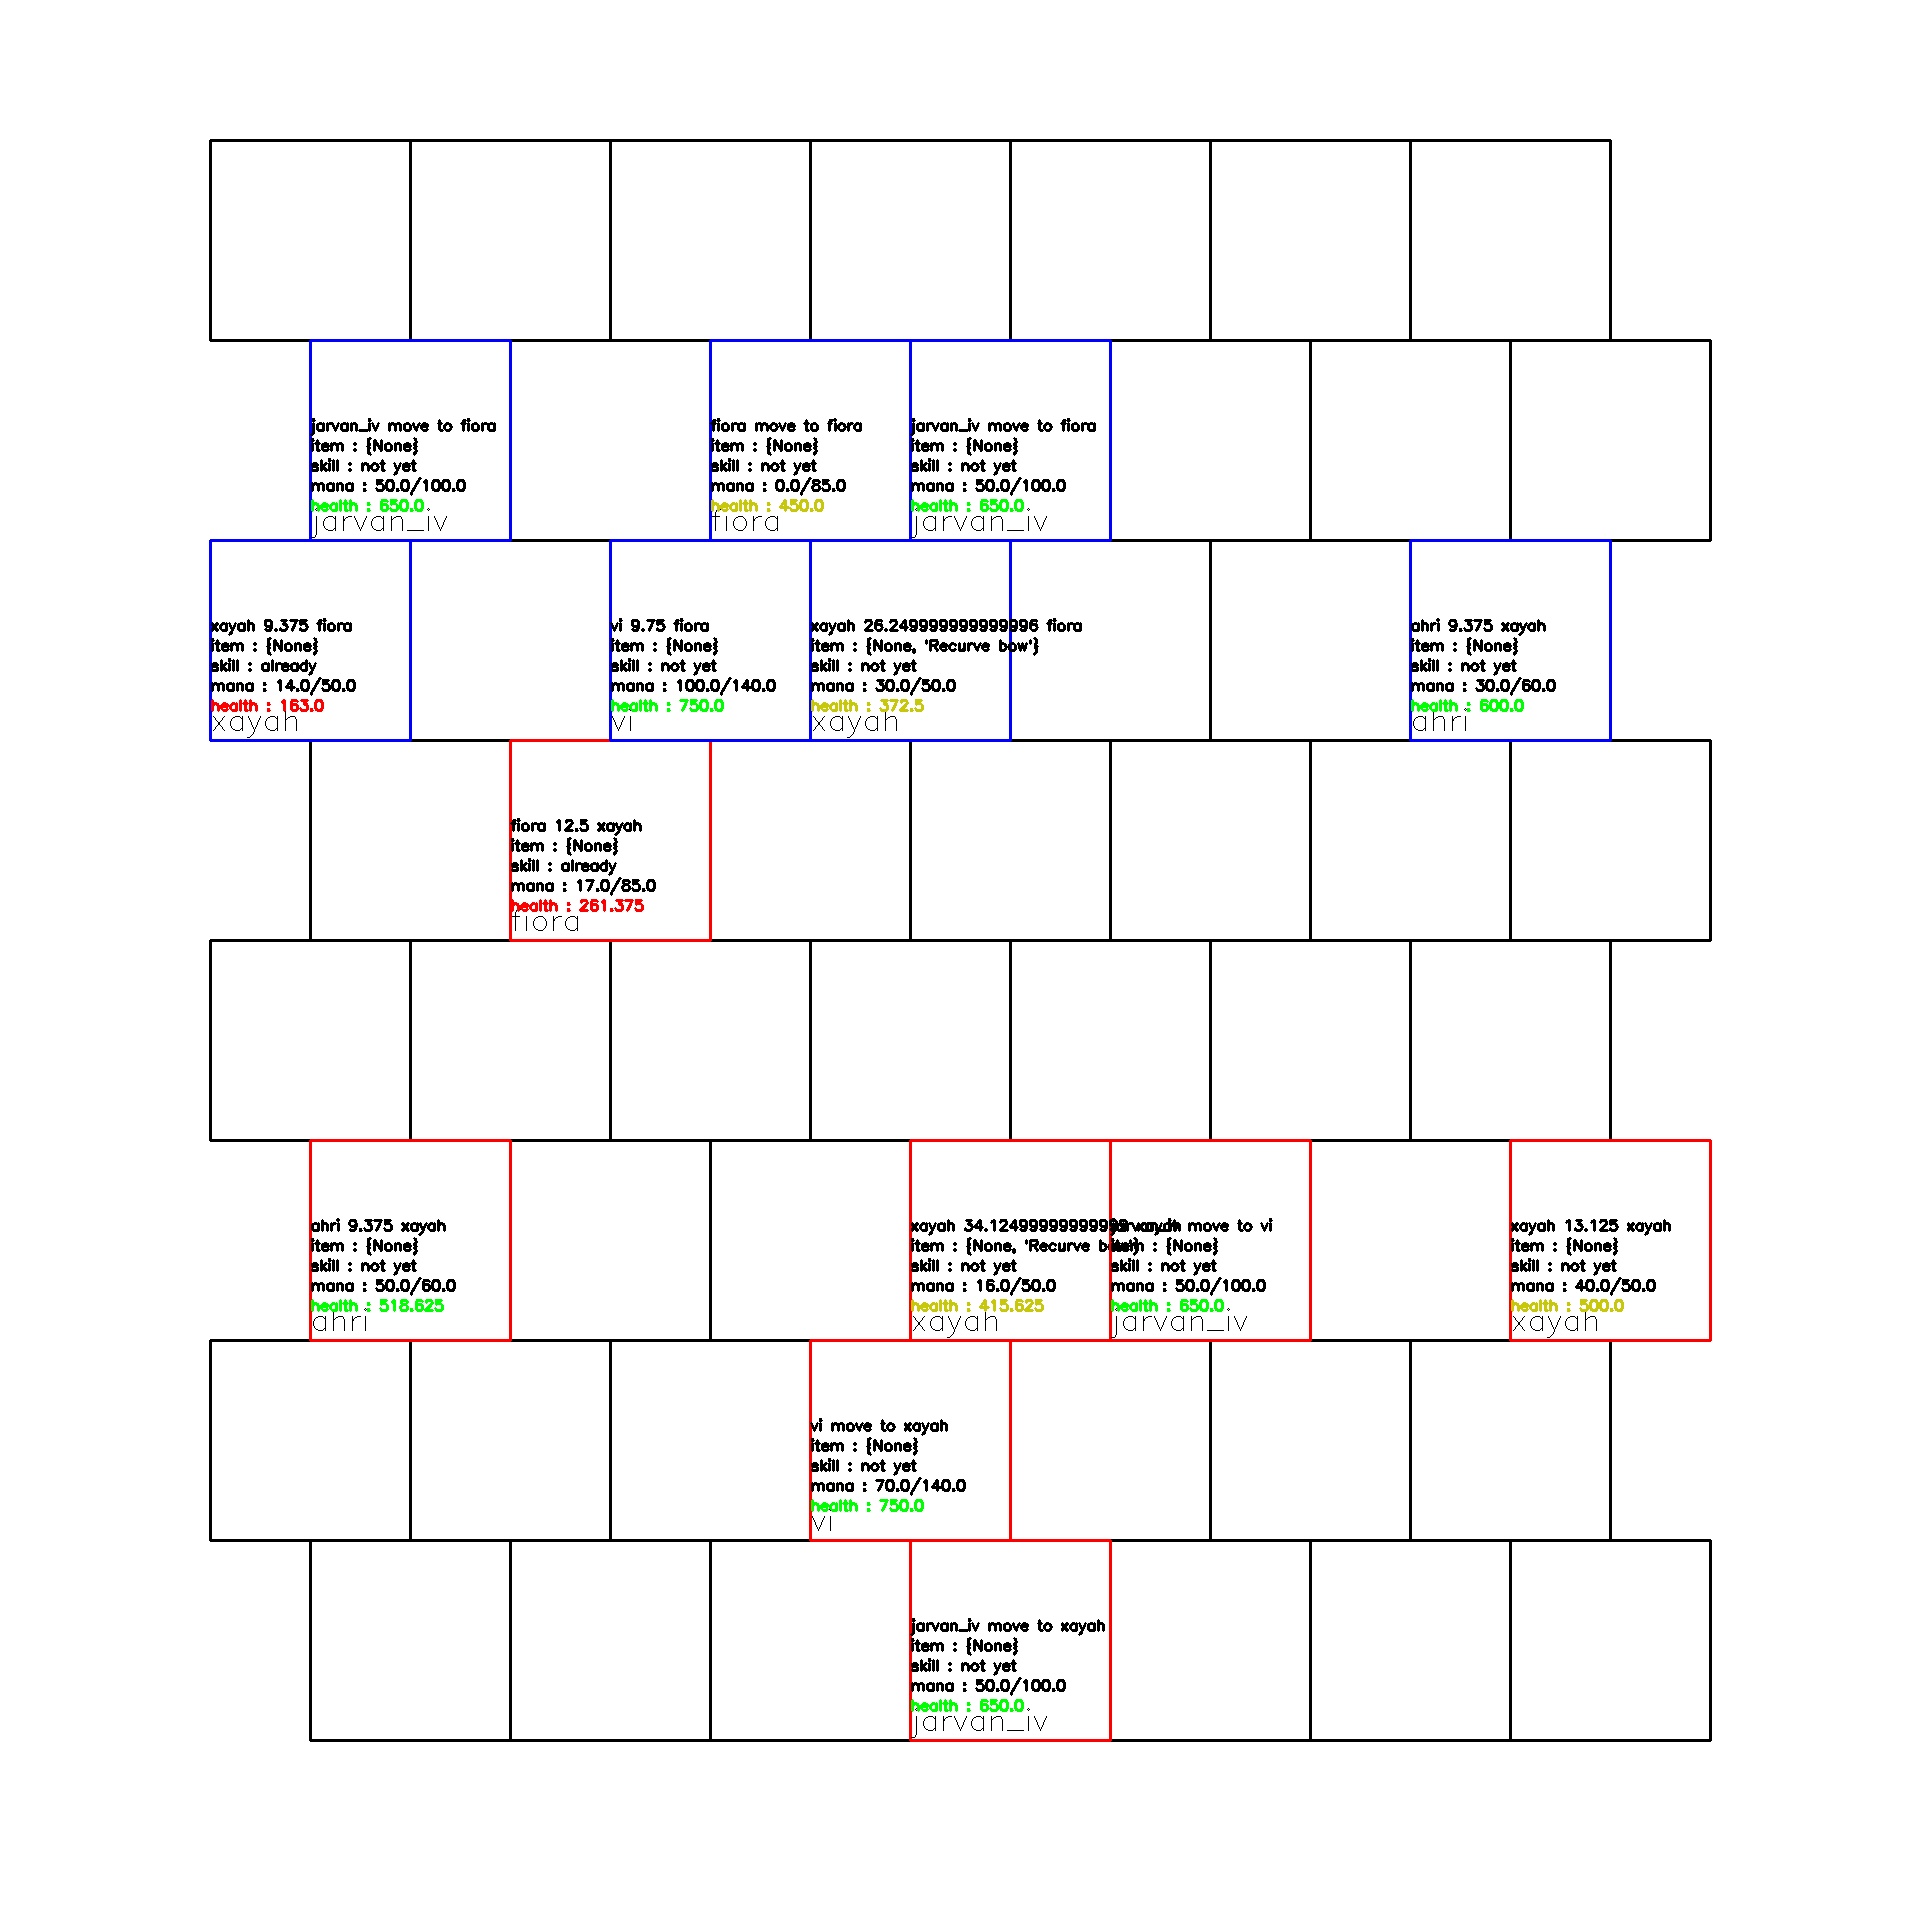 jarvan_iv move to fiora
item : {None}
skill : not yet
mana : 50.0/100.0
health : 650.0
jarvan_iv
fiora move to fiora
item : {None}
skill : not yet
mana : 0.0/85.0
health : 450.0
fiora
jarvan_iv move to fiora
item : {None}
skill : not yet
mana : 50.0/100.0
health : 650.0
jarvan_iv
xayah 9.375 fiora
item : {None}
skill : already
mana : 14.0/50.0
health : 163.0
xayah
vi 9.75 fiora
item : {None}
skill : not yet
mana : 100.0/140.0
health : 750.0
vi
xayah 26.249999999999996 fiora
item : {None, 'Recurve bow'}
skill : not yet
mana : 30.0/50.0
health : 372.5
xayah
ahri 9.375 xayah
item : {None}
skill : not yet
mana : 30.0/60.0
health : 600.0
ahri
fiora 12.5 xayah
item : {None}
skill : already
mana : 17.0/85.0
health : 261.375
fiora
ahri 9.375 xayah
item : {None}
skill : not yet
mana : 50.0/60.0
health : 518.625
ahri
xayah
item : {None, 'Recurve bow'}
skill : not yet
mana : 16.0/50.0
health : 415.625
xayah
jarvan_iv move to vi
item : {None}
skill : not yet
mana : 50.0/100.0
health : 650.0
jarvan_iv
xayah 13.125 xayah
item : {None}
skill : not yet
mana : 40.0/50.0
health : 500.0
xayah
vi move to xayah
item : {None}
skill : not yet
mana : 70.0/140.0
health : 750.0
vi
jarvan_iv move to xayah
item : {None}
skill : not yet
mana : 50.0/100.0
health : 650.0
jarvan_iv